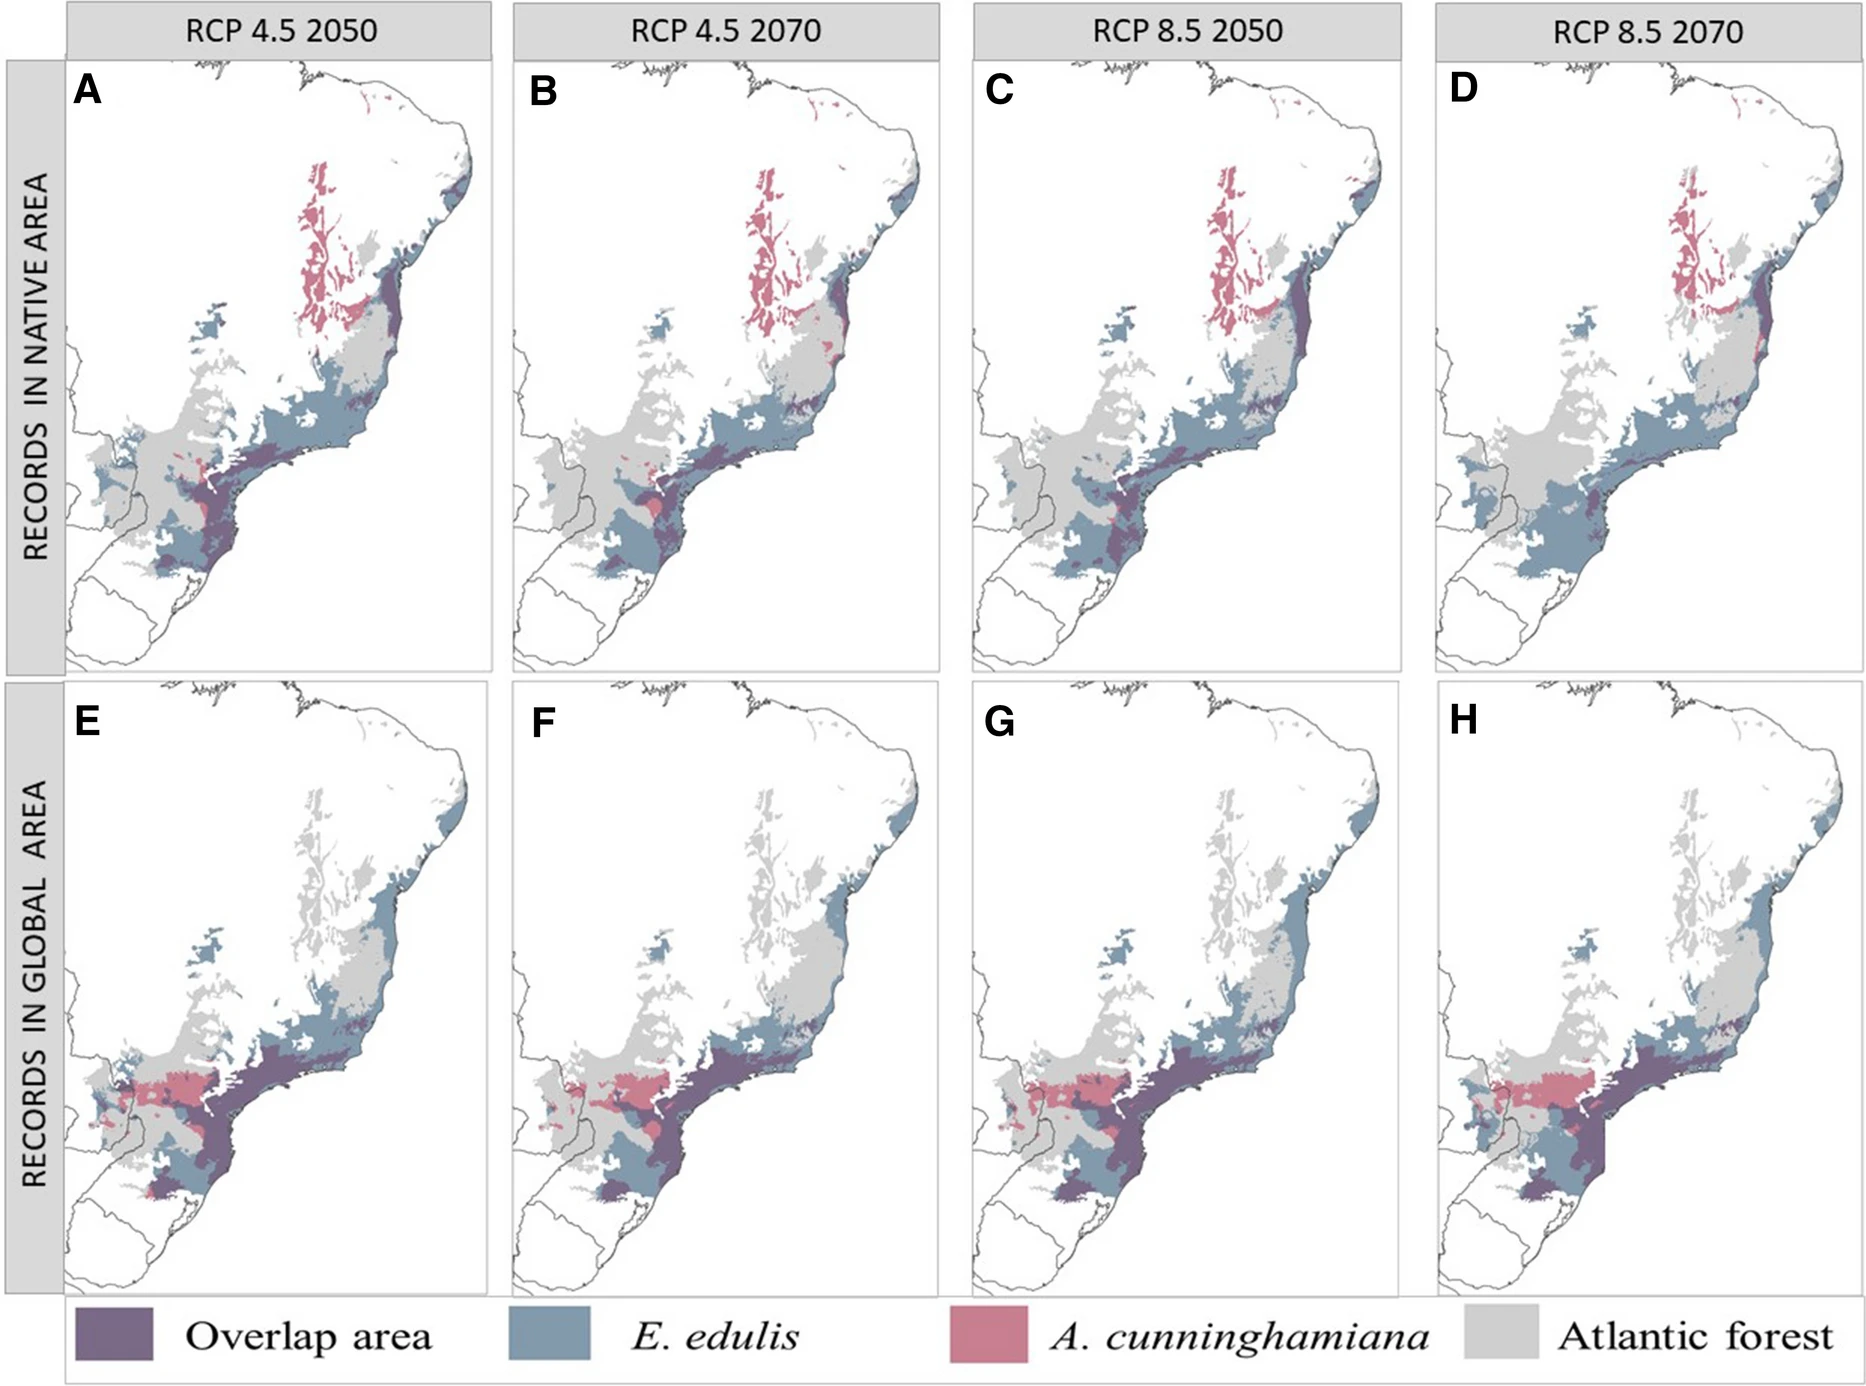 RCP 4.5 2050
RCP 4.5 2070
RCP 8.5 2050
RCP 8.5 2070
RECORDS IN NATIVE AREA
A
B
C
D
RECORDS IN GLOBAL AREA
E
F
G
H
Overlap area
E. edulis
A. cunninghamiana
Atlantic forest